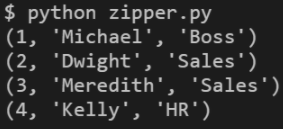 $ python zipper.py
(1, 'Michael', 'Boss')
(2, 'Dwight', 'Sales')
(3, 'Meredith', 'Sales')
(4, 'Kelly', 'HR')